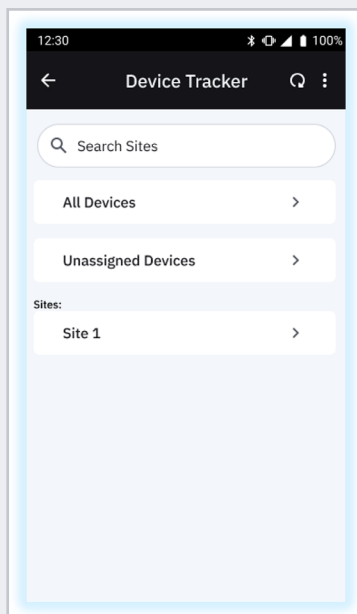 12:30 100%
Device Tracker
Search Sites
All Devices
Unassigned Devices
Sites:
Site 1